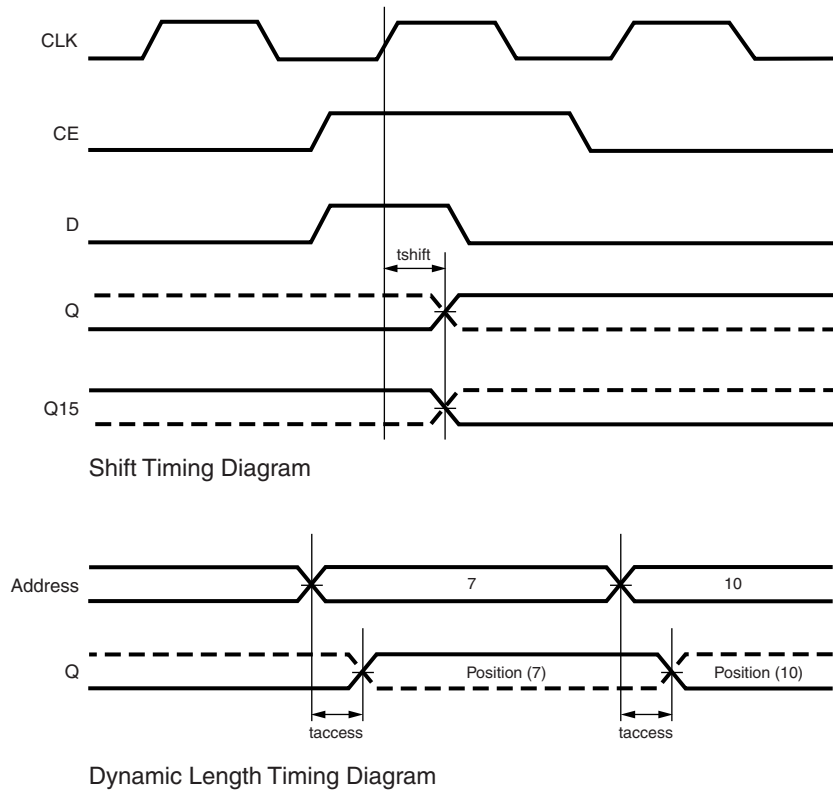 CLK
CE
D
tshift
Q
Q15
Shift Timing Diagram
Address
7
10
Q
Position (7)
Position (10)
taccess
taccess
Dynamic Length Timing Diagram